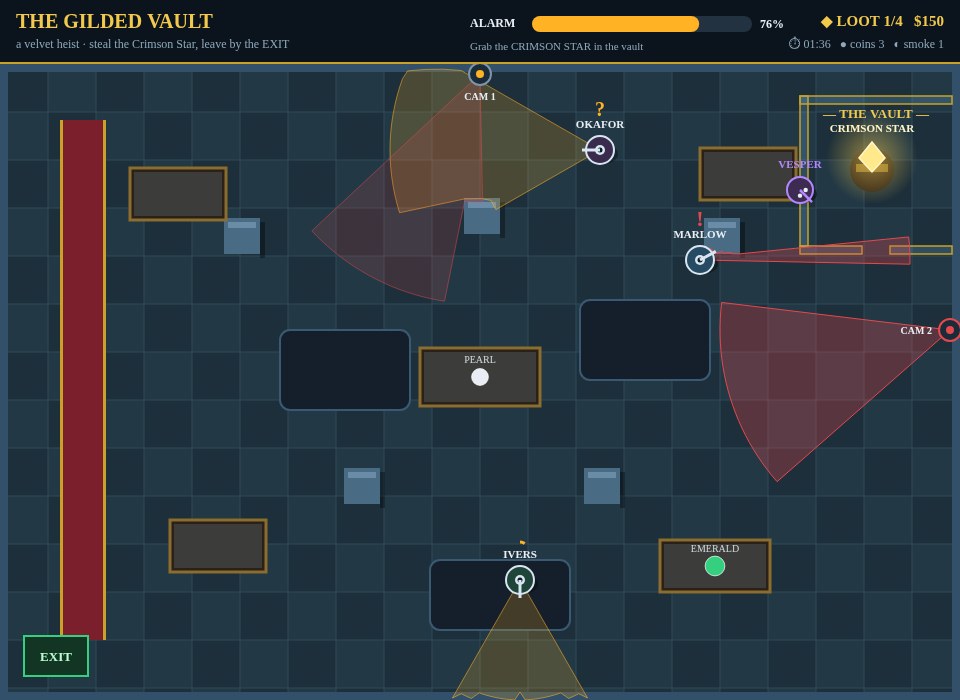 THE GILDED VAULT
a velvet heist · steal the Crimson Star, leave by the EXIT
ALARM
76%
Grab the CRIMSON STAR in the vault
◆ LOOT 1/4 $150
⏱ 01:36 ● coins 3 ◖ smoke 1
CAM 1
?
OKAFOR
— THE VAULT —
CRIMSON STAR
VESPER
!
MARLOW
CAM 2
PEARL
IVERS
EMERALD
EXIT